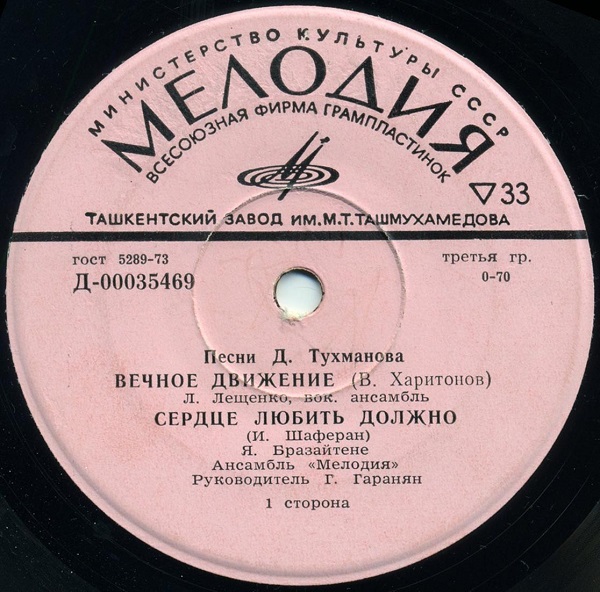 МИНИСТЕРСТВО КУЛЬТУРЫ СССР
МЕЛОДИЯ
ВСЕСОЮЗНАЯ ФИРМА ГРАМПЛАСТИНОК
▽33
ТАШКЕНТСКИЙ ЗАВОД ИМ.М.Т.ТАШМУХАМЕДОВА
гост 5289-73
третья гр.
Д-00035469
0-70
Песни Д. Тухманова
ВЕЧНОЕ ДВИЖЕНИЕ (В. Харитонов)
Л. Лещенко, вок. ансамбль
СЕРДЦЕ ЛЮБИТЬ ДОЛЖНО
(И. Шаферан)
Я. Бразайтене
Ансамбль «Мелодия»
Руководитель Г. Гаранян
1 сторона